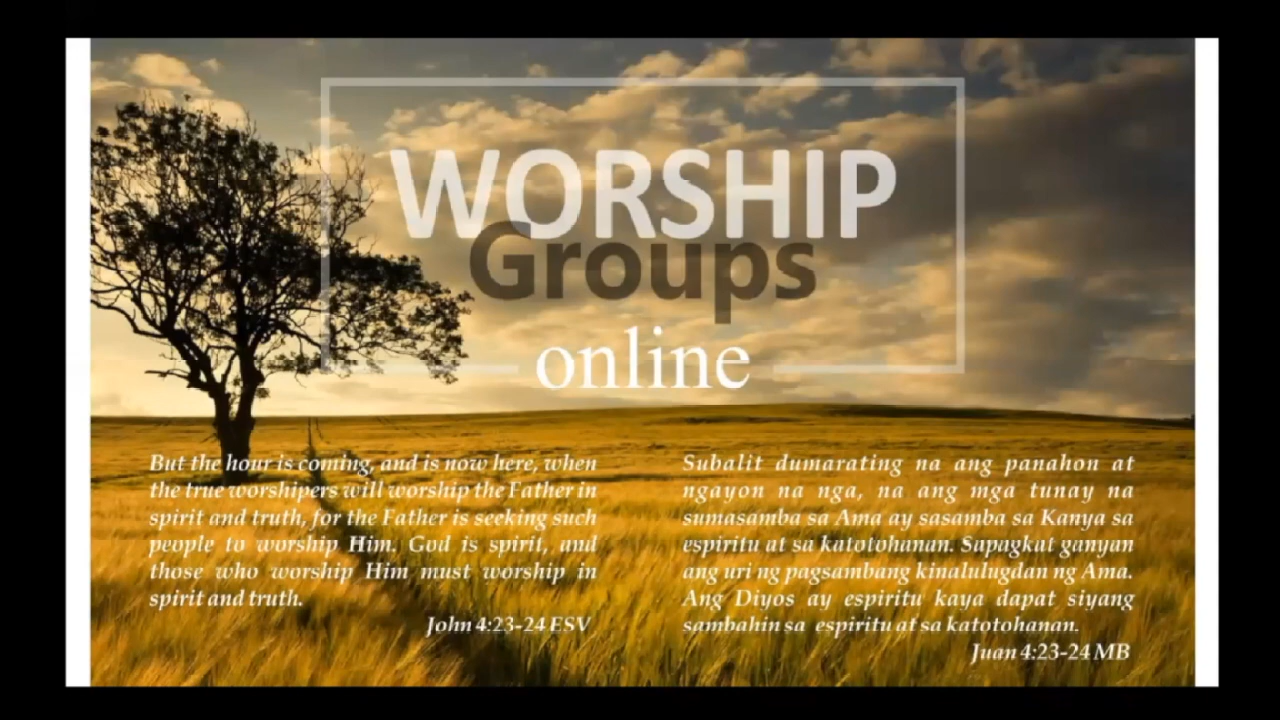 WORSHIP
Groups
online
But the hour is coming, and is now here, when
the true worshipers will worship the Father in
spirit and truth, for the Father is seeking such
people to worship Him. God is spirit, and
those who worship Him must worship in
spirit and truth.
John 4:23-24 ESV
Subalit dumarating na ang panahon at
ngayon na nga, na ang mga tunay na
sumasamba sa Ama ay sasamba sa Kanya sa
espiritu at sa katotohanan. Sapagkat ganyan
ang uri ng pagsambang kinalulugdan ng Ama.
Ang Diyos ay espiritu kaya dapat siyang
sambahin sa espiritu at sa katotohanan.
Juan 4:23-24 MB